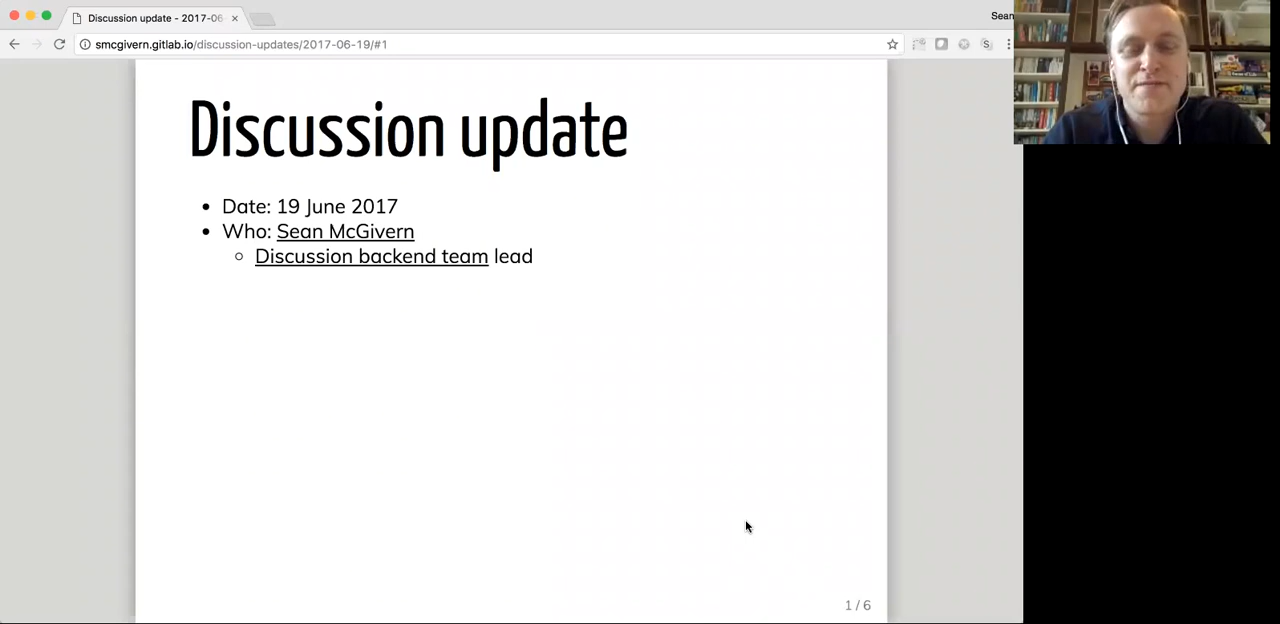 Discussion update - 2017-06
Sean
smcgivern.gitlab.io/discussion-updates/2017-06-19/#1
S
Discussion update
Date: 19 June 2017
Who: Sean McGivern
Discussion backend team lead
1 / 6